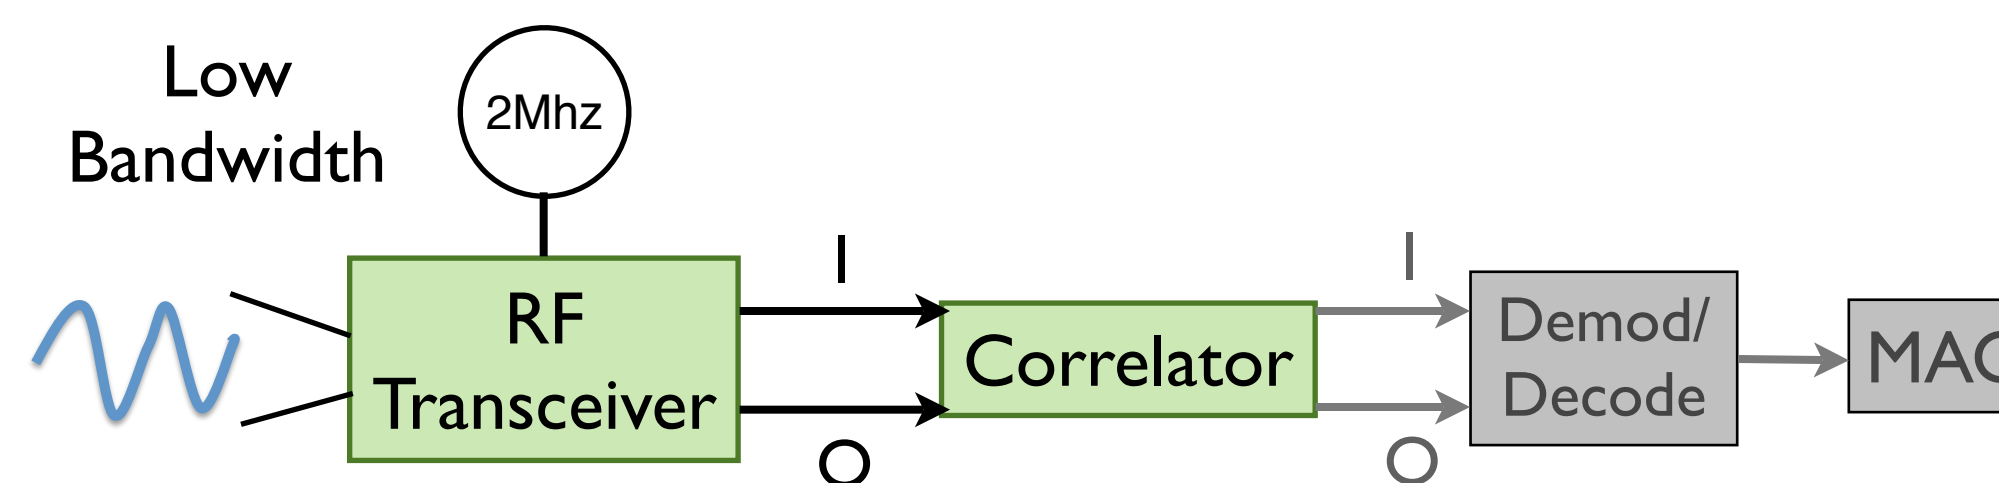 Low
Bandwidth
2Mhz
RF
Transceiver
I
Correlator
I
Demod/
Decode